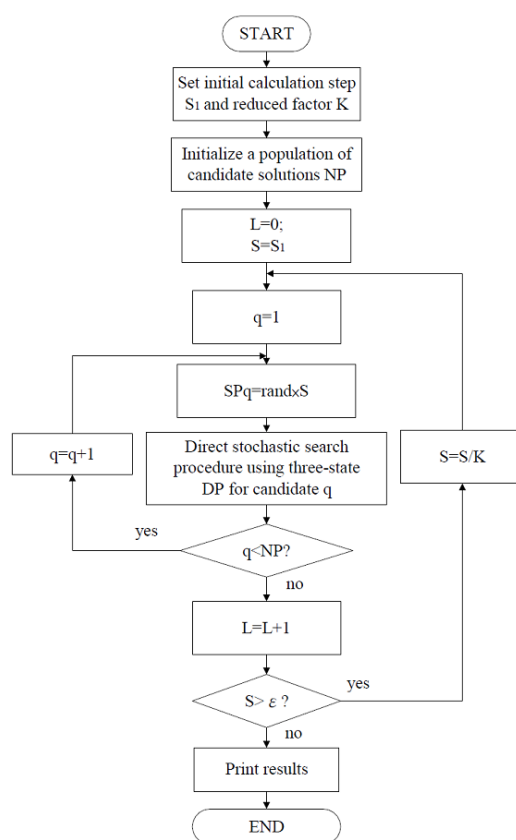 START
Set initial calculation step
S1 and reduced factor K
Initialize a population of
candidate solutions NP
L=0;
S=S1
q=1
SPq=rand×S
q=q+1
Direct stochastic search
procedure using three-state
DP for candidate q
S=S/K
yes
q<NP?
no
L=L+1
yes
S> ε ?
no
Print results
END